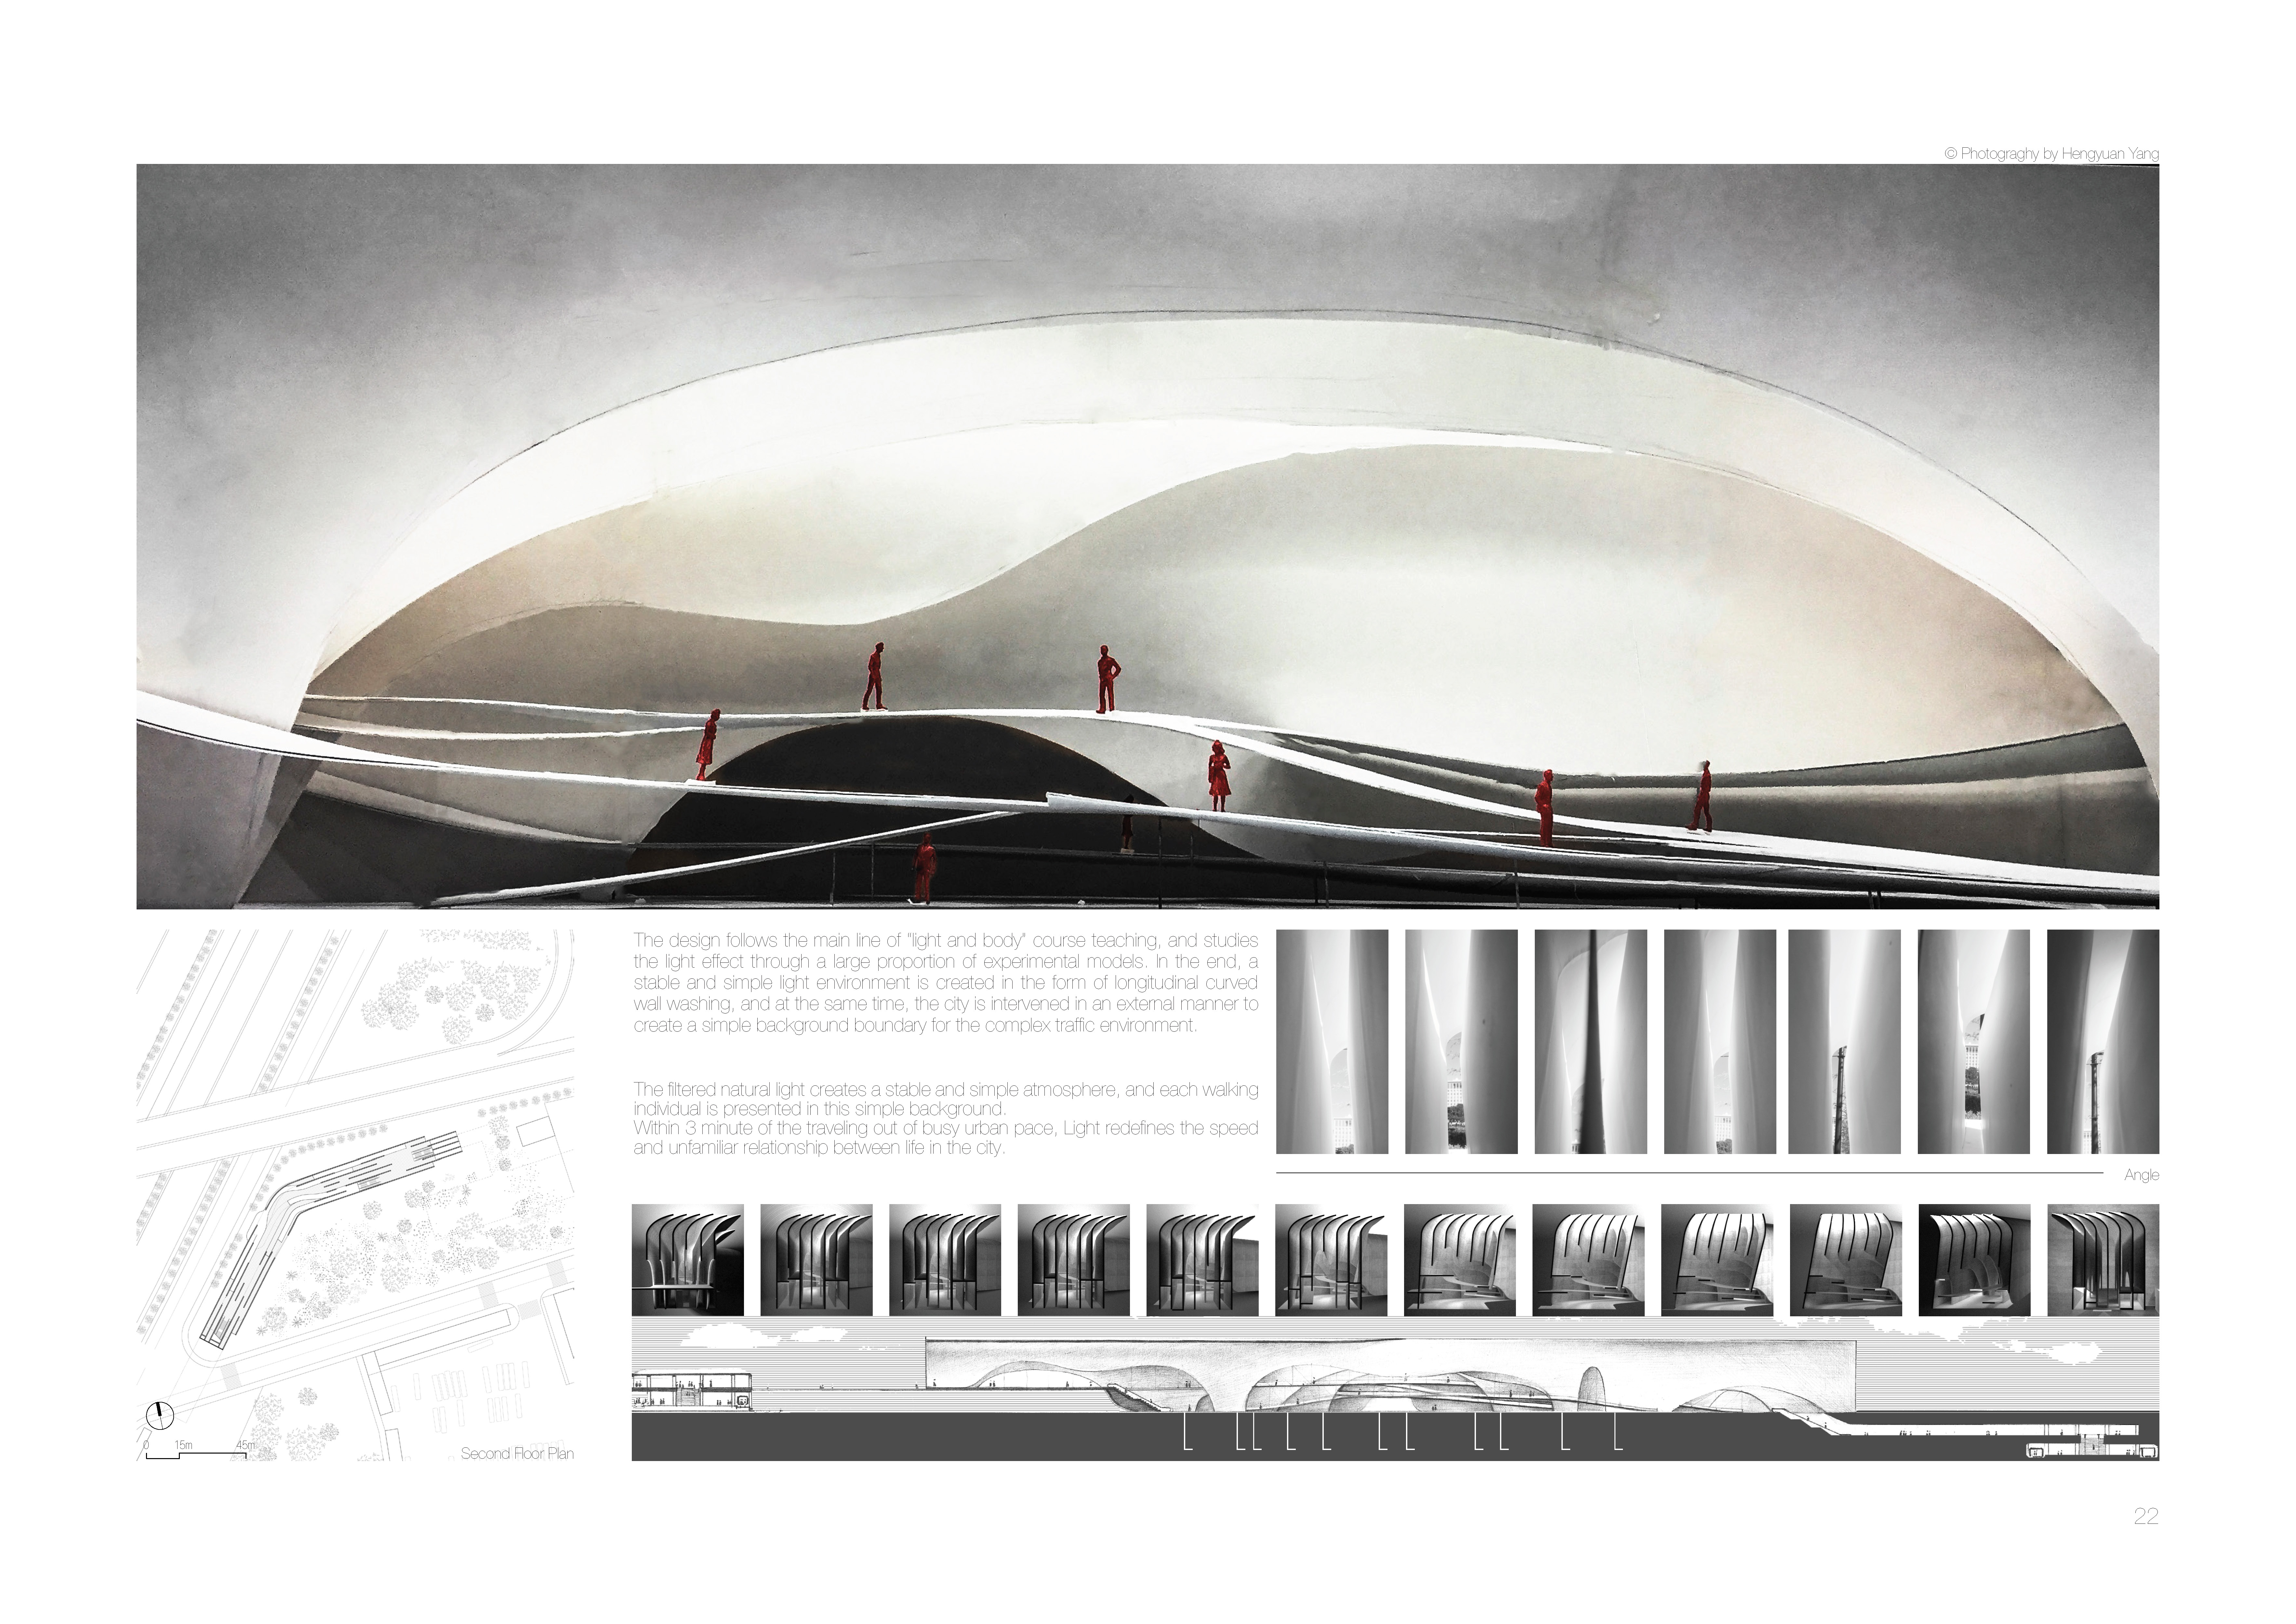 © Photograghy by Hengyuan Yang
The design follows the main line of "light and body" course teaching, and studies
the light effect through a large proportion of experimental models. In the end, a
stable and simple light environment is created in the form of longitudinal curved
wall washing, and at the same time, the city is intervened in an external manner to
create a simple background boundary for the complex traffic environment.
The filtered natural light creates a stable and simple atmosphere, and each walking
individual is presented in this simple background.
Within 3 minute of the traveling out of busy urban pace, Light redefines the speed
and unfamiliar relationship between life in the city.
Angle
0 15m 45m
Second Floor Plan
22